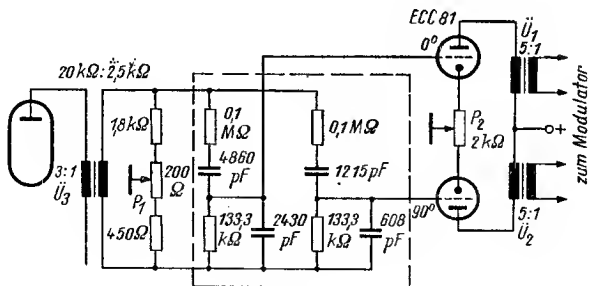 ECC 81
0°
Ü1
5:1
20kΩ:2,5kΩ
1,8kΩ
0,1
MΩ
0,1MΩ
P2
2kΩ
zum Modulator
3:1
Ü3
P1
200
Ω
4860
pF
1215pF
450Ω
133,3
kΩ
2430
pF
133,3
kΩ
608
pF
90°
5:1
Ü2